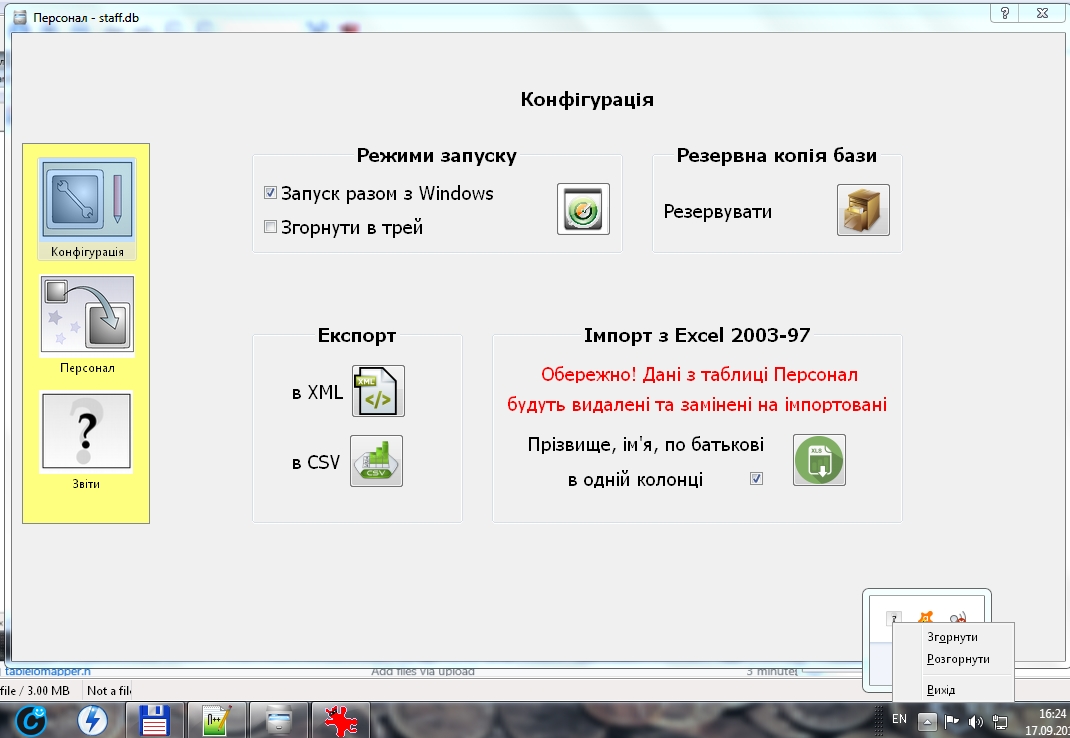 Персонал - staff.db
Конфігурація
Режими запуску
Запуск разом з Windows
Згорнути в трей
Резервна копія бази
Резервувати
Конфігурація
Персонал
Звіти
Експорт
в XML
XML
в CSV
CSV
Імпорт з Excel 2003-97
Обережно! Дані з таблиці Персонал
будуть видалені та замінені на імпортовані
Прізвище, ім'я, по батькові
в одній колонці
XLS
Згорнути
Розгорнути
Вихід
tablelomapper.h
Add files via upload
3 minute
file / 3.00 MB
Not a file
EN
16:24
17.09.20